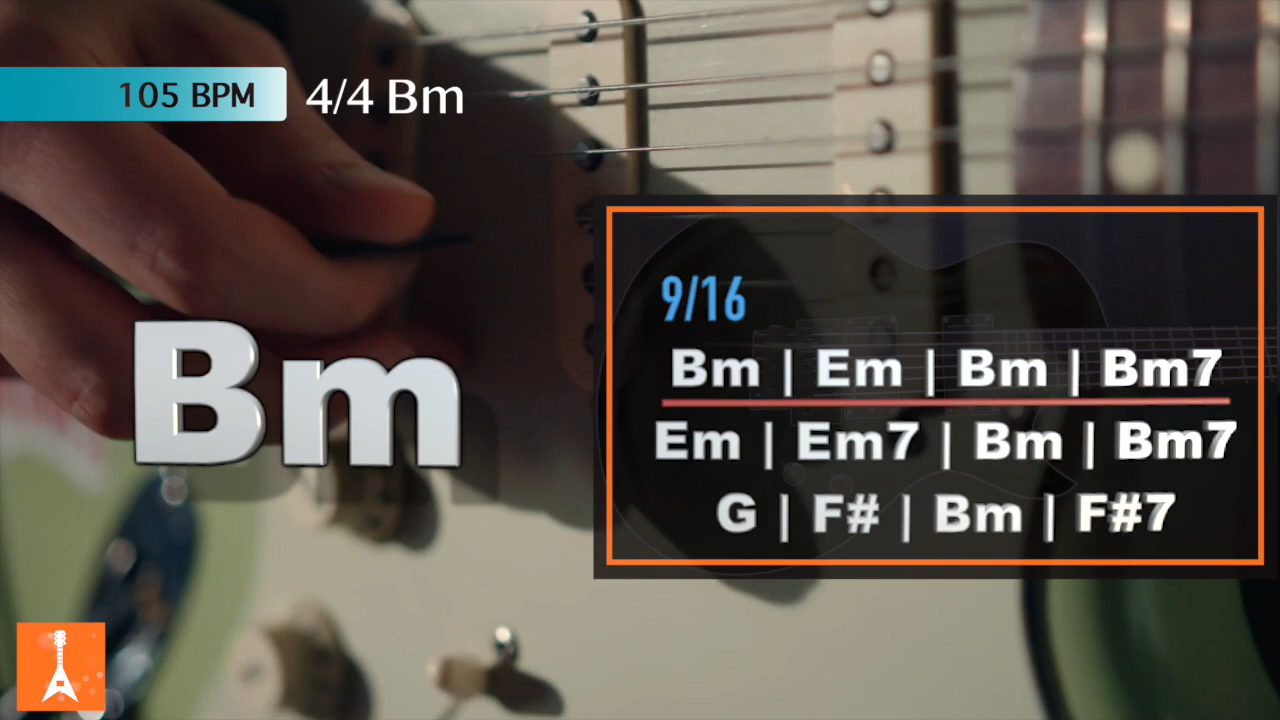 105 BPM 4/4 Bm
Bm
9/16
Bm | Em | Bm | Bm7
Em | Em7 | Bm | Bm7
G | F# | Bm | F#7